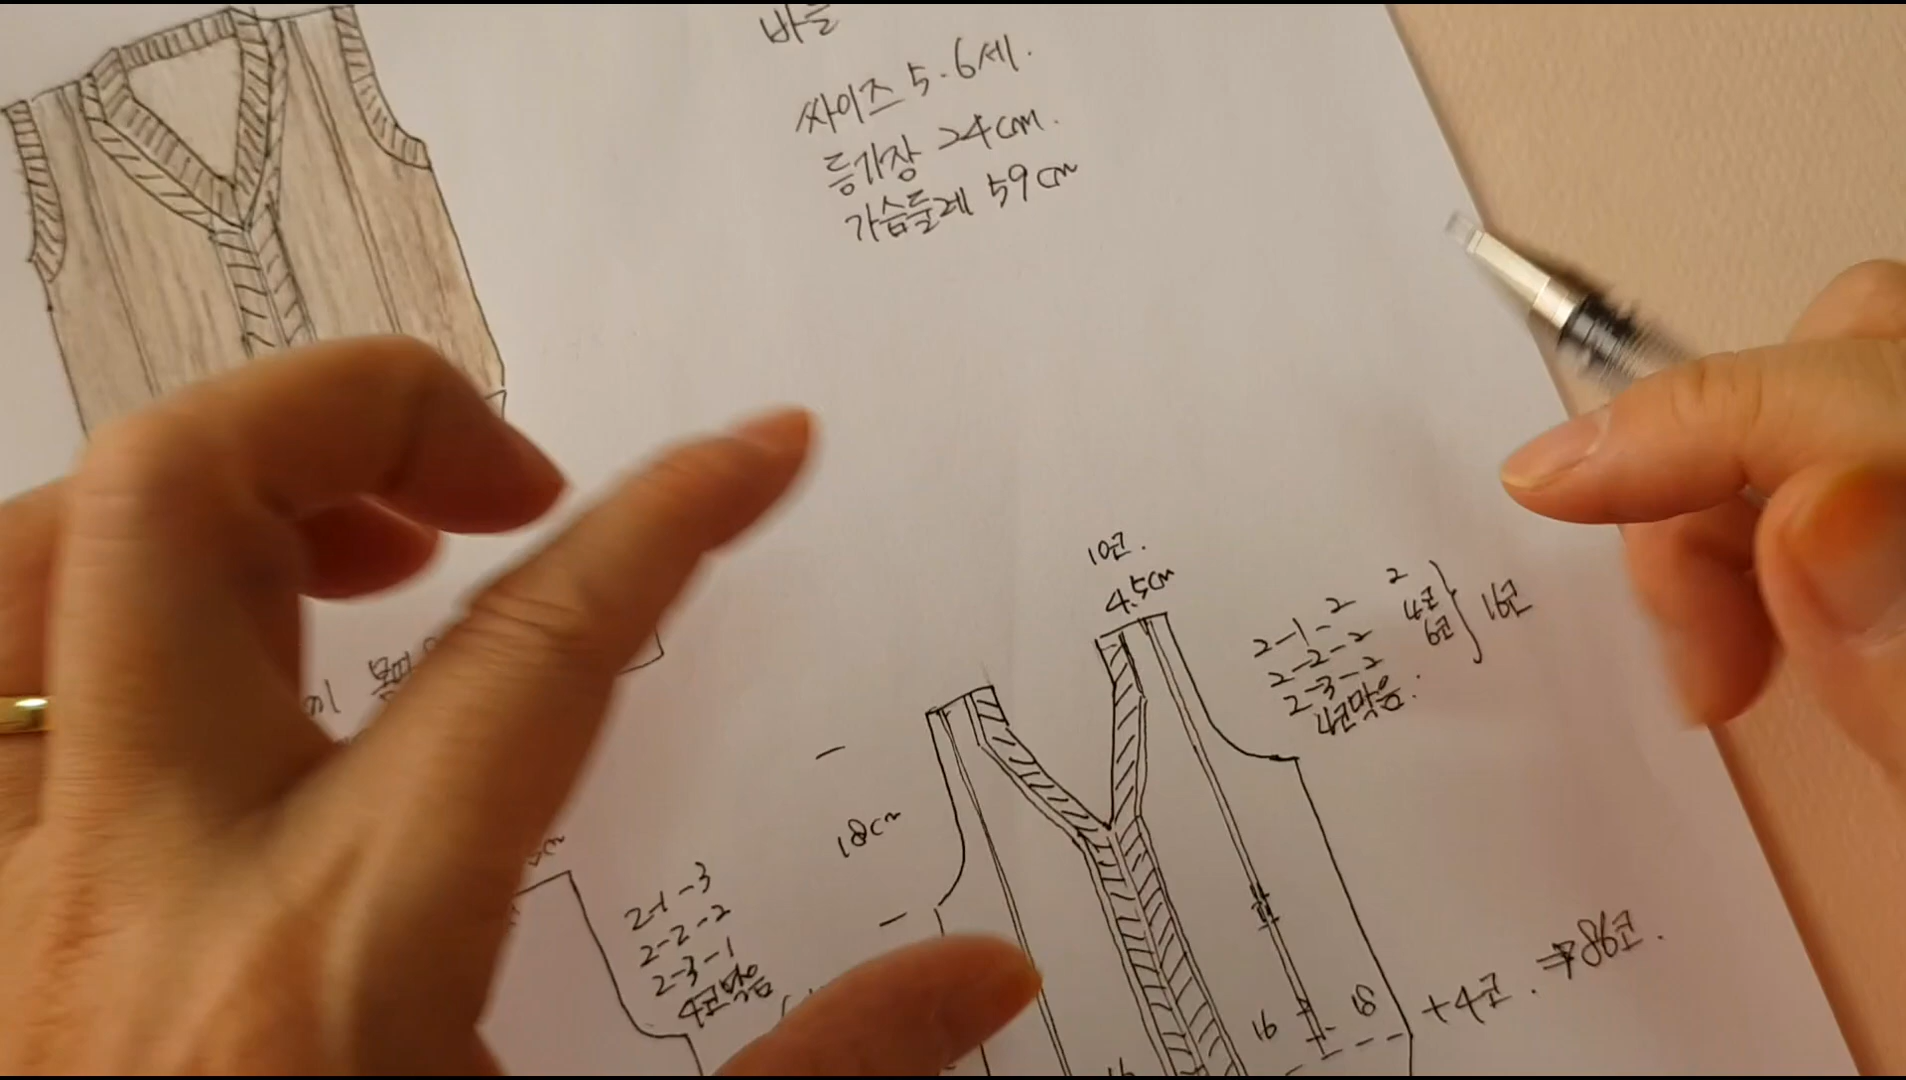 바늘
싸이즈 5.6세.
등기장 24cm.
가슴둘레 59cm
10코.
4.5cm
2-1-2 2
2-2-2 4코
2-3-2 6코
4코막음.
16코
18cm
2-1-3
2-2-2
2-3-1
4코막음
16 18
+4코. ⇒ 86코.
16